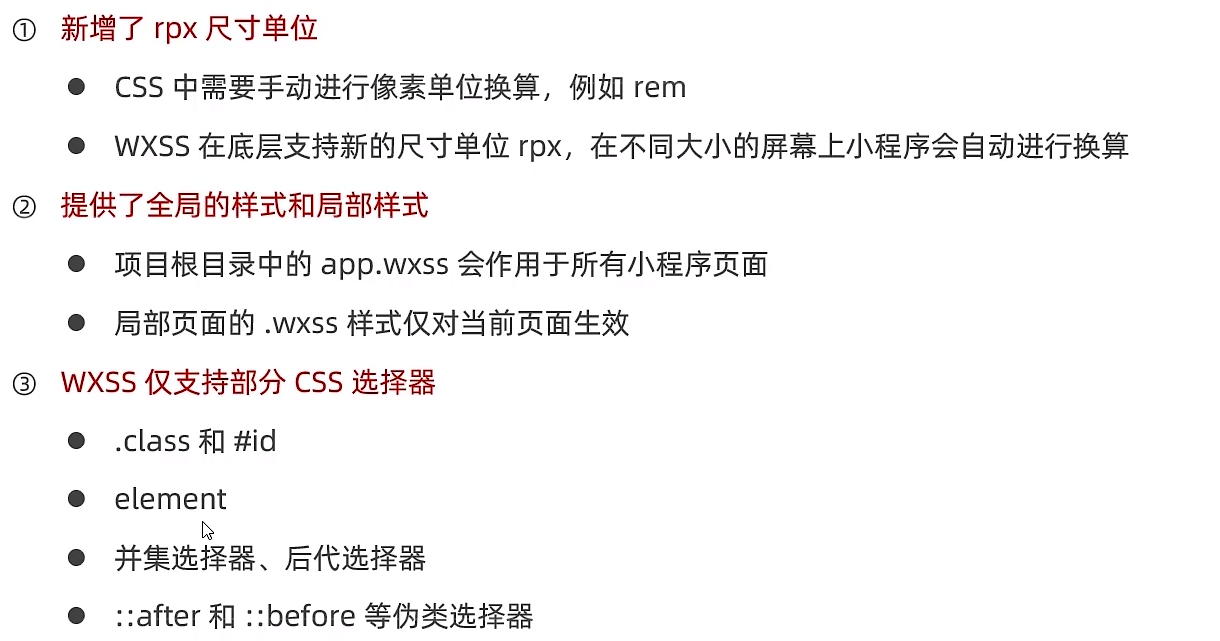 ① 新增了 rpx 尺寸单位
● CSS 中需要手动进行像素单位换算，例如 rem
● WXSS 在底层支持新的尺寸单位 rpx，在不同大小的屏幕上小程序会自动进行换算
② 提供了全局的样式和局部样式
● 项目根目录中的 app.wxss 会作用于所有小程序页面
● 局部页面的 .wxss 样式仅对当前页面生效
③ WXSS 仅支持部分 CSS 选择器
● .class 和 #id
● element
● 并集选择器、后代选择器
● ::after 和 ::before 等伪类选择器